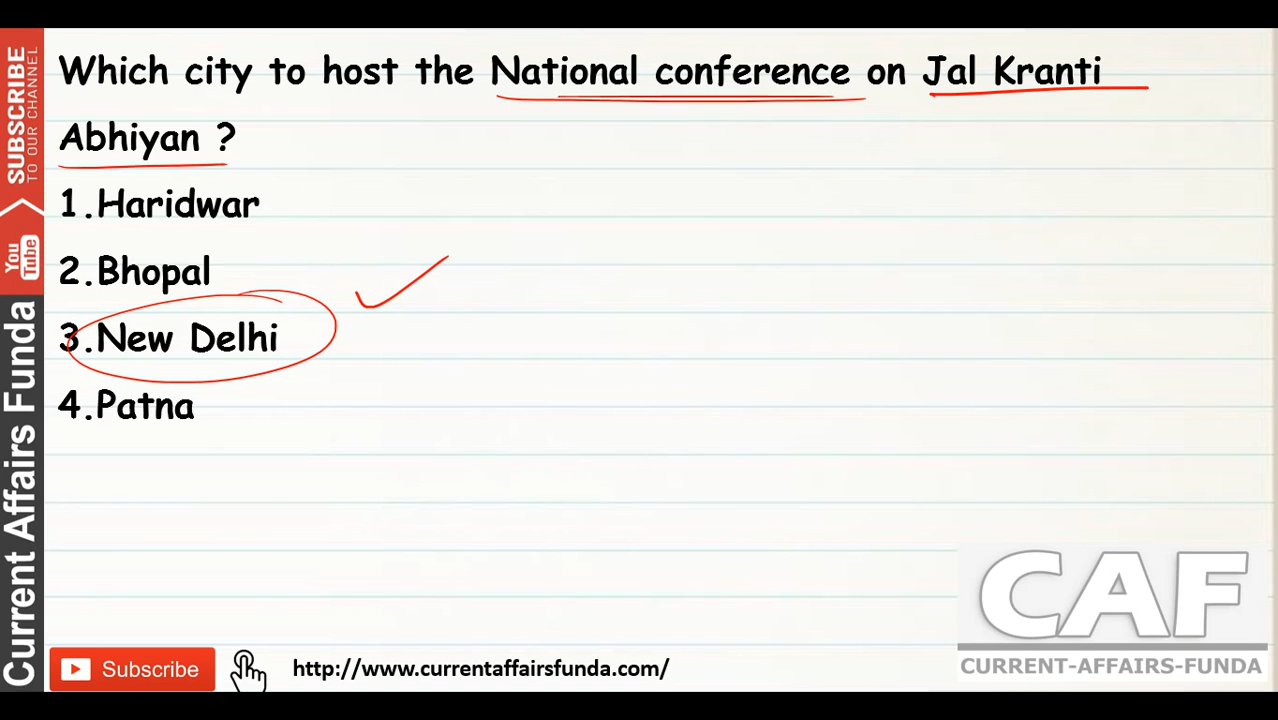 Which city to host the National conference on Jal Kranti
Abhiyan ?
1.Haridwar
2.Bhopal
3.New Delhi
4.Patna
SUBSCRIBE
TO OUR CHANNEL
You
Tube
Current Affairs Funda
CAF
CURRENT-AFFAIRS-FUNDA
Subscribe
http://www.currentaffairsfunda.com/